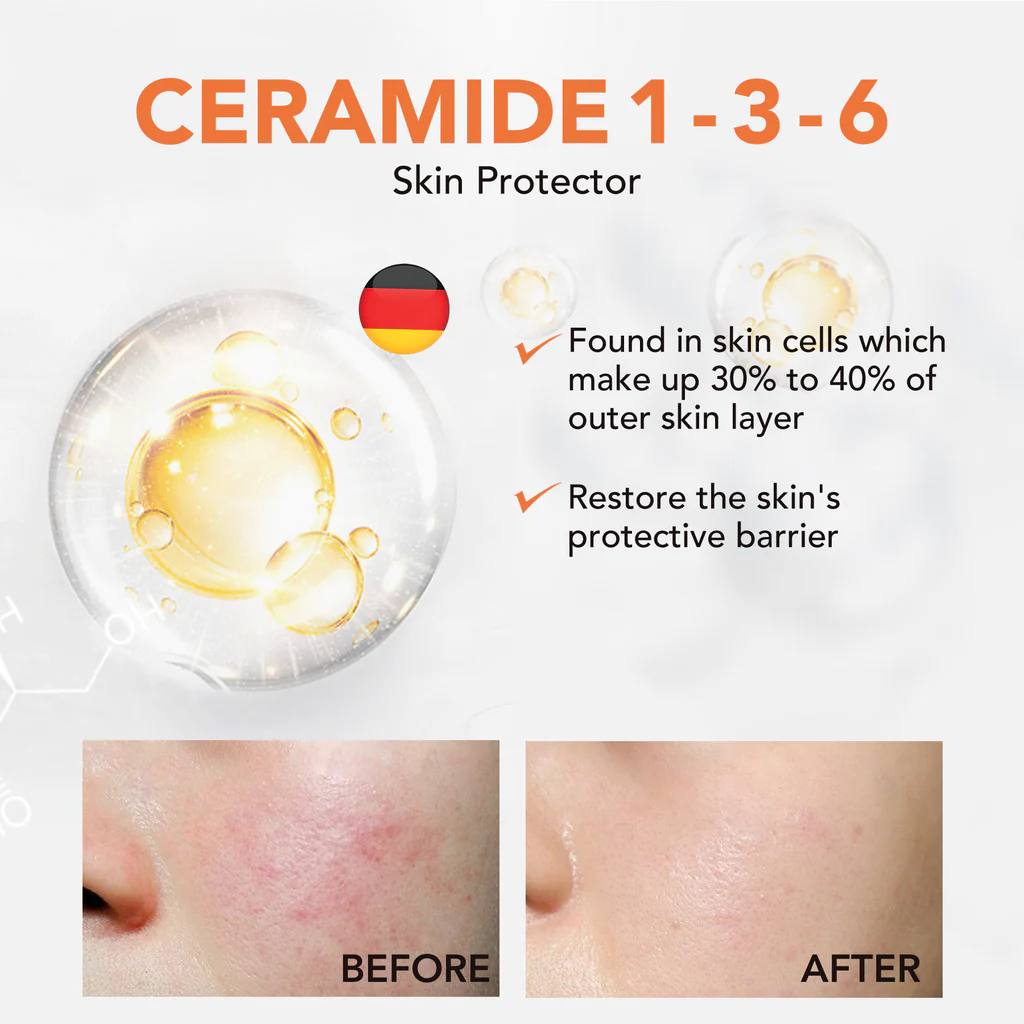 CERAMIDE 1 - 3 - 6
Skin Protector
Found in skin cells which
make up 30% to 40% of
outer skin layer
Restore the skin's
protective barrier
HO
BEFORE
AFTER